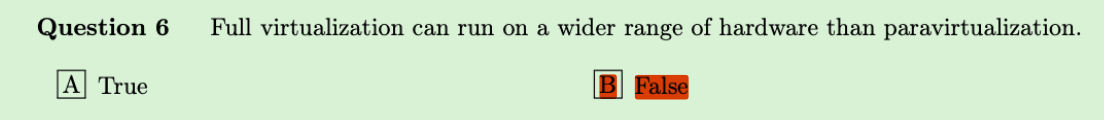 Question 6 Full virtualization can run on a wider range of hardware than paravirtualization.
A True B False